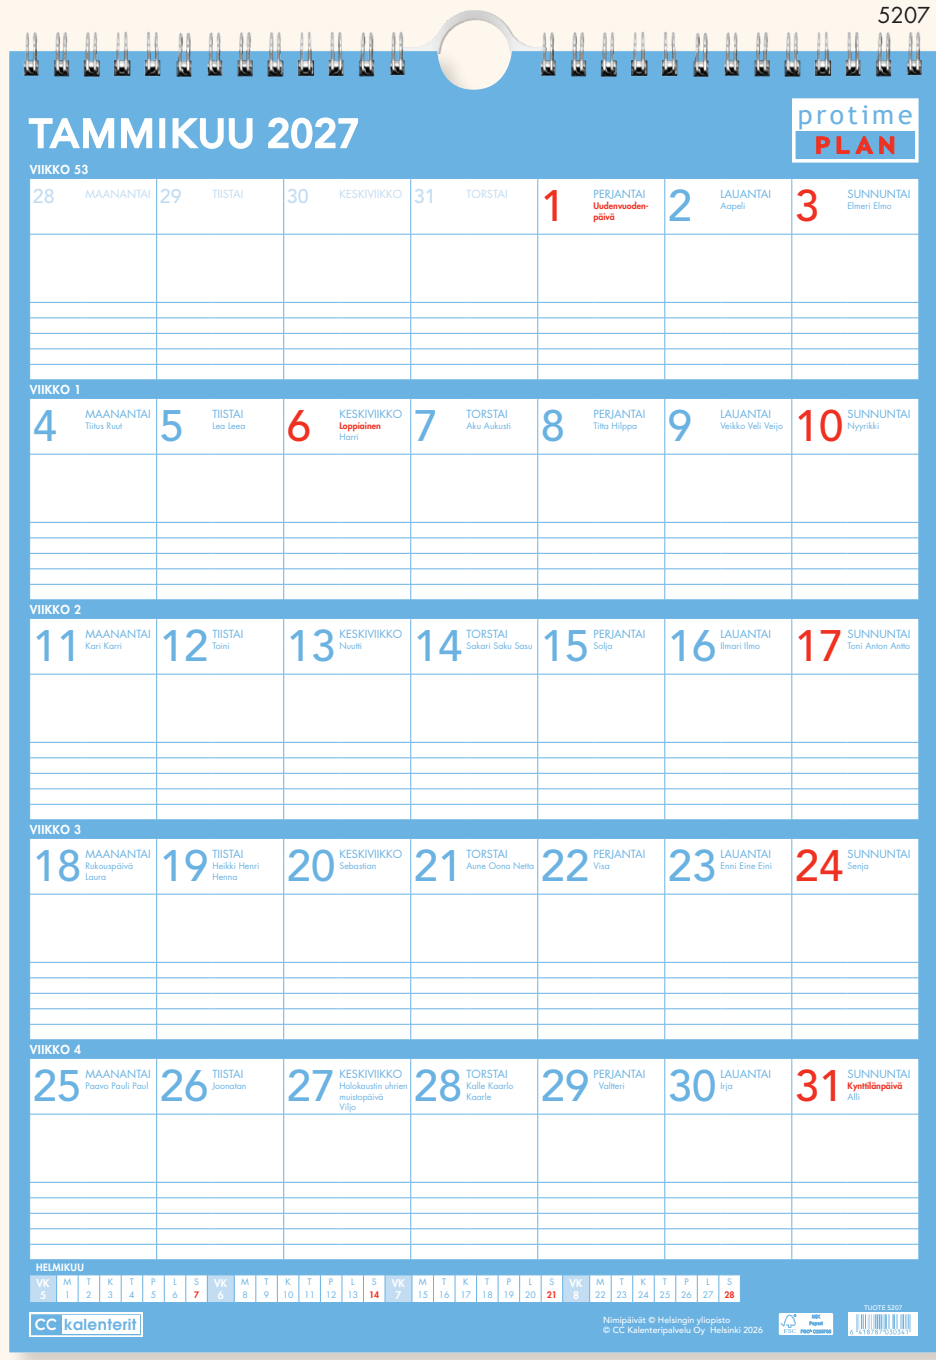 5207
TAMMIKUU 2027
protime
PLAN
VIIKKO 53
28 MAANANTAI 29 TIISTAI 30 KESKIVIIKKO 31 TORSTAI 1 PERJANTAI 2 LAUANTAI 3 SUNNUNTAI
Uudenvuoden- Aapeli Elmeri Elmo
päivä
VIIKKO 1
4 MAANANTAI 5 TIISTAI 6 KESKIVIIKKO 7 TORSTAI 8 PERJANTAI 9 LAUANTAI 10 SUNNUNTAI
Tiitus Ruut Lea Leea Loppiainen Aku Aukusti Titta Hilppa Veikko Veli Veijo Nyyrikki
Harri
VIIKKO 2
11 MAANANTAI 12 TIISTAI 13 KESKIVIIKKO 14 TORSTAI 15 PERJANTAI 16 LAUANTAI 17 SUNNUNTAI
Kari Karri Toini Nuutti Sakari Saku Sasu Solja Ilmari Ilmo Toni Anton Antto
VIIKKO 3
18 MAANANTAI 19 TIISTAI 20 KESKIVIIKKO 21 TORSTAI 22 PERJANTAI 23 LAUANTAI 24 SUNNUNTAI
Rukouspäivä Heikki Henri Sebastian Aune Oona Netta Visa Enni Eine Eini Senja
Laura Henna
VIIKKO 4
25 MAANANTAI 26 TIISTAI 27 KESKIVIIKKO 28 TORSTAI 29 PERJANTAI 30 LAUANTAI 31 SUNNUNTAI
Paavo Pauli Paul Joonatan Holokaustin uhrien Kalle Kaarlo Valtteri Irja Kynttilänpäivä
muistopäivä Kaarle Alli
Viljo
HELMIKUU
VK M T K T P L S VK M T K T P L S VK M T K T P L S VK M T K T P L S
5 1 2 3 4 5 6 7 6 8 9 10 11 12 13 14 7 15 16 17 18 19 20 21 8 22 23 24 25 26 27 28
CC kalenterit
Nimipäivät © Helsingin yliopisto
© CC Kalenteripalvelu Oy Helsinki 2026
FSC
MIX
Paperi
TUOTE 5207
6 418787 030341